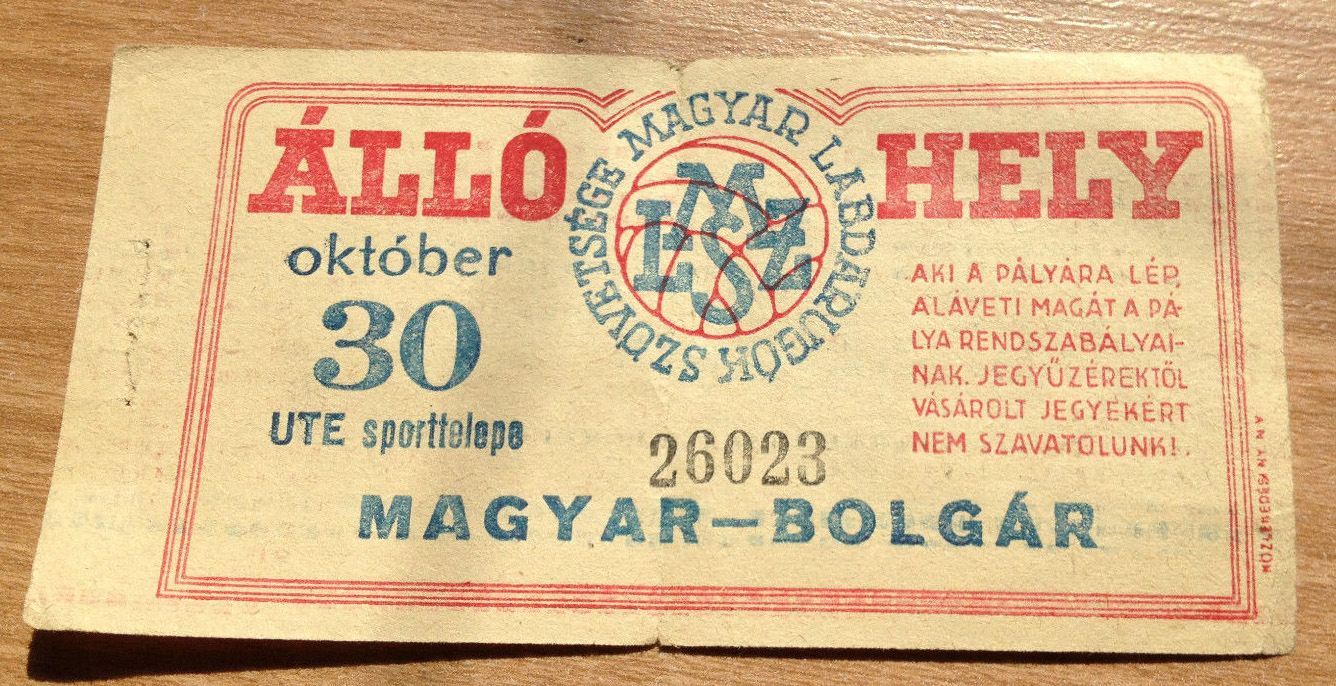 ÁLLÓ HELY
MAGYAR LABDARUGÓK SZÖVETSÉGE
MLSZ
október
30
UTE sporttelepe
AKI A PÁLYÁRA LÉP,
ALÁVETI MAGÁT A PÁ-
LYA RENDSZABÁLYAI-
NAK. JEGYŰZÉREKTŐL
VÁSÁROLT JEGYEKÉRT
NEM SZAVATOLUNK!
26023
MAGYAR—BOLGÁR